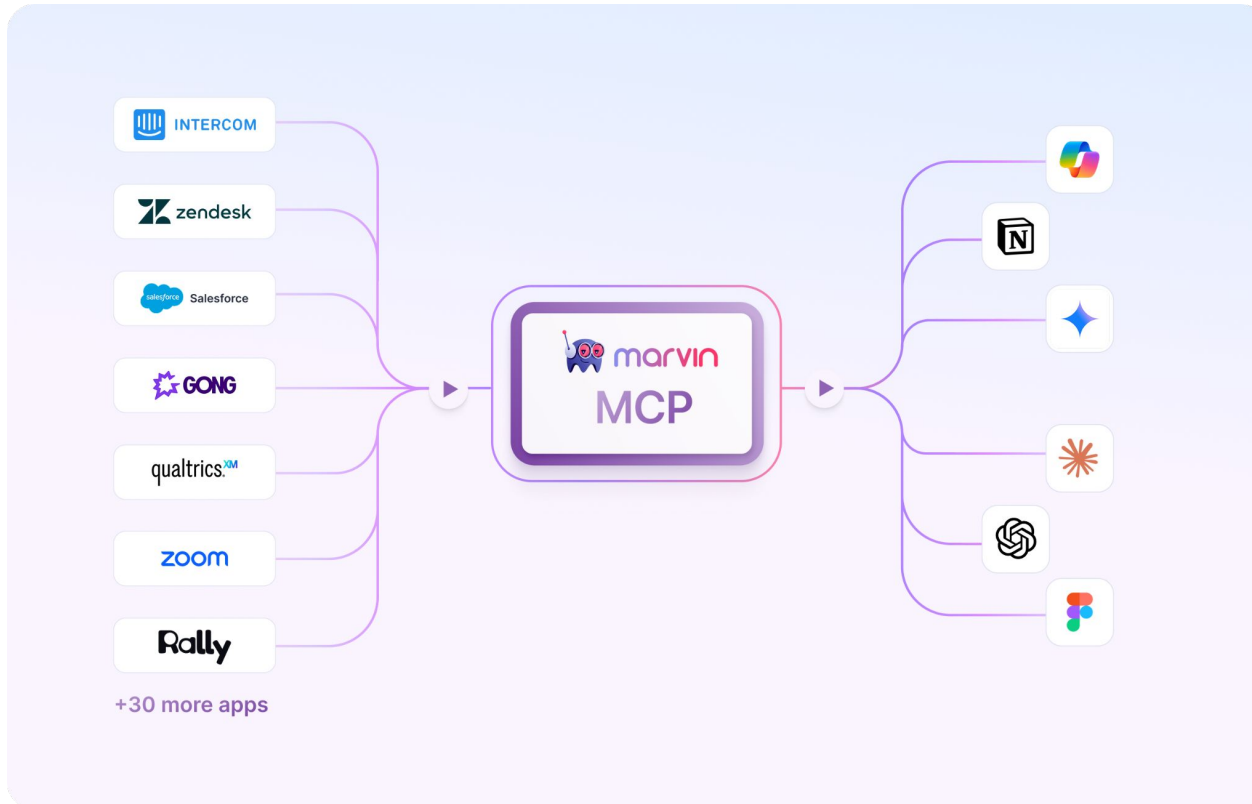 INTERCOM
zendesk
salesforce Salesforce
GONG
qualtrics.XM
zoom
Rally
+30 more apps
marvin
MCP
N